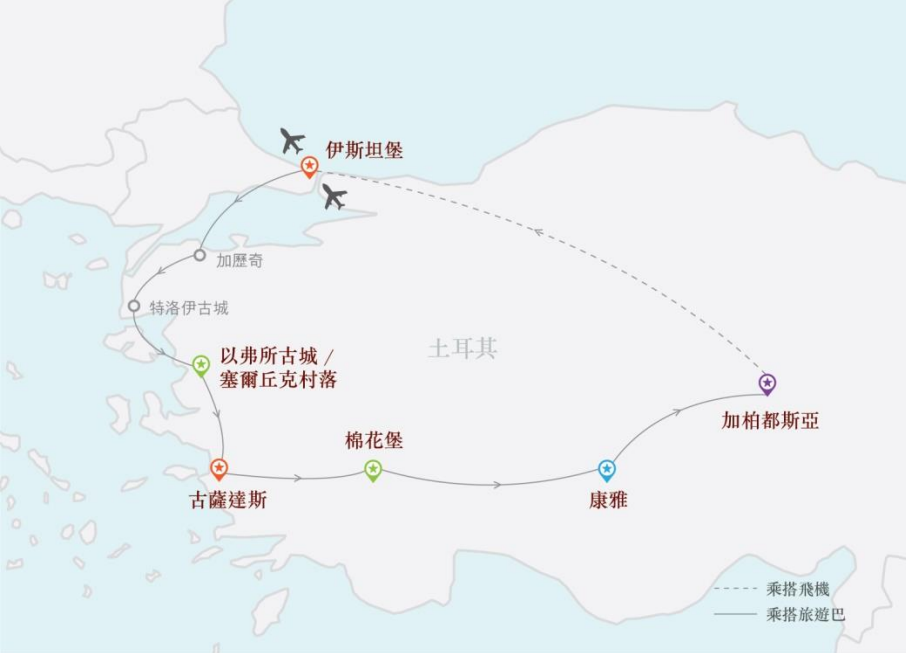 伊斯坦堡
加歷奇
特洛伊古城
以弗所古城 /
塞爾丘克村落
土耳其
加柏都斯亞
棉花堡
古薩達斯
康雅
乘搭飛機
乘搭旅遊巴